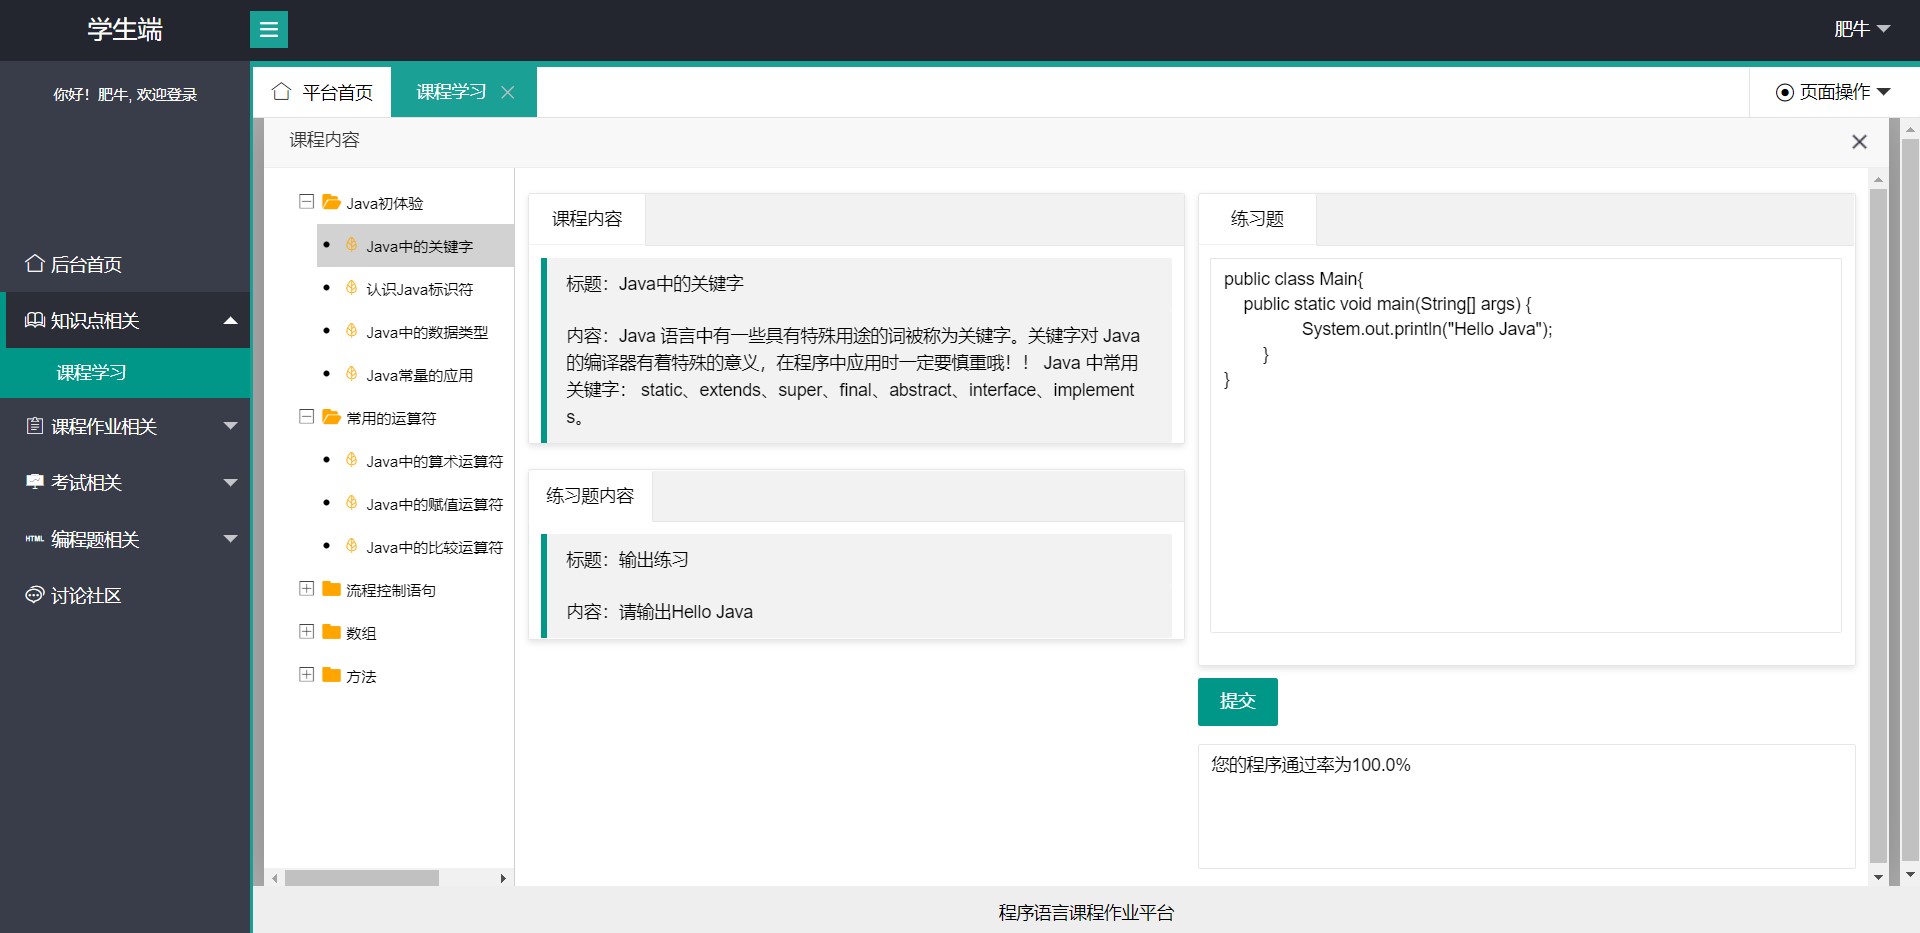 学生端
肥牛
你好！肥牛, 欢迎登录
平台首页
课程学习
页面操作
后台首页
知识点相关
课程学习
课程作业相关
考试相关
HTML 编程题相关
讨论社区
课程内容
Java初体验
Java中的关键字
认识Java标识符
Java中的数据类型
Java常量的应用
常用的运算符
Java中的算术运算符
Java中的赋值运算符
Java中的比较运算符
流程控制语句
数组
方法
课程内容
标题：Java中的关键字
内容：Java 语言中有一些具有特殊用途的词被称为关键字。关键字对 Java
的编译器有着特殊的意义，在程序中应用时一定要慎重哦！！ Java 中常用
关键字： static、extends、super、final、abstract、interface、implement
s。
练习题内容
标题：输出练习
内容：请输出Hello Java
练习题
public class Main{
public static void main(String[] args) {
System.out.println("Hello Java");
}
}
提交
您的程序通过率为100.0%
程序语言课程作业平台